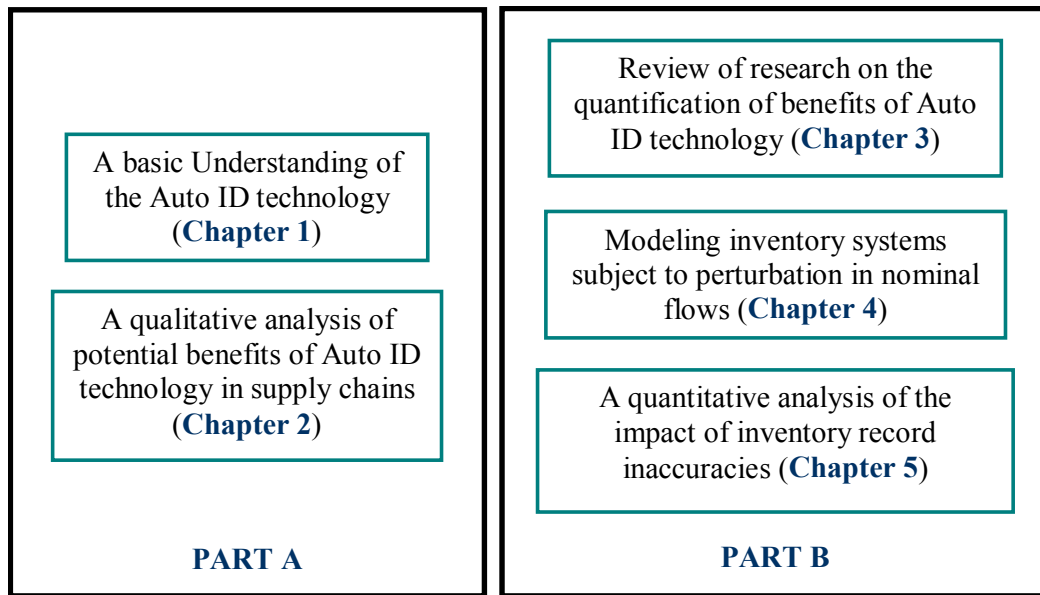 A basic Understanding of
the Auto ID technology
(Chapter 1)
A qualitative analysis of
potential benefits of Auto ID
technology in supply chains
(Chapter 2)
PART A
Review of research on the
quantification of benefits of Auto
ID technology (Chapter 3)
Modeling inventory systems
subject to perturbation in nominal
flows (Chapter 4)
A quantitative analysis of the
impact of inventory record
inaccuracies (Chapter 5)
PART B